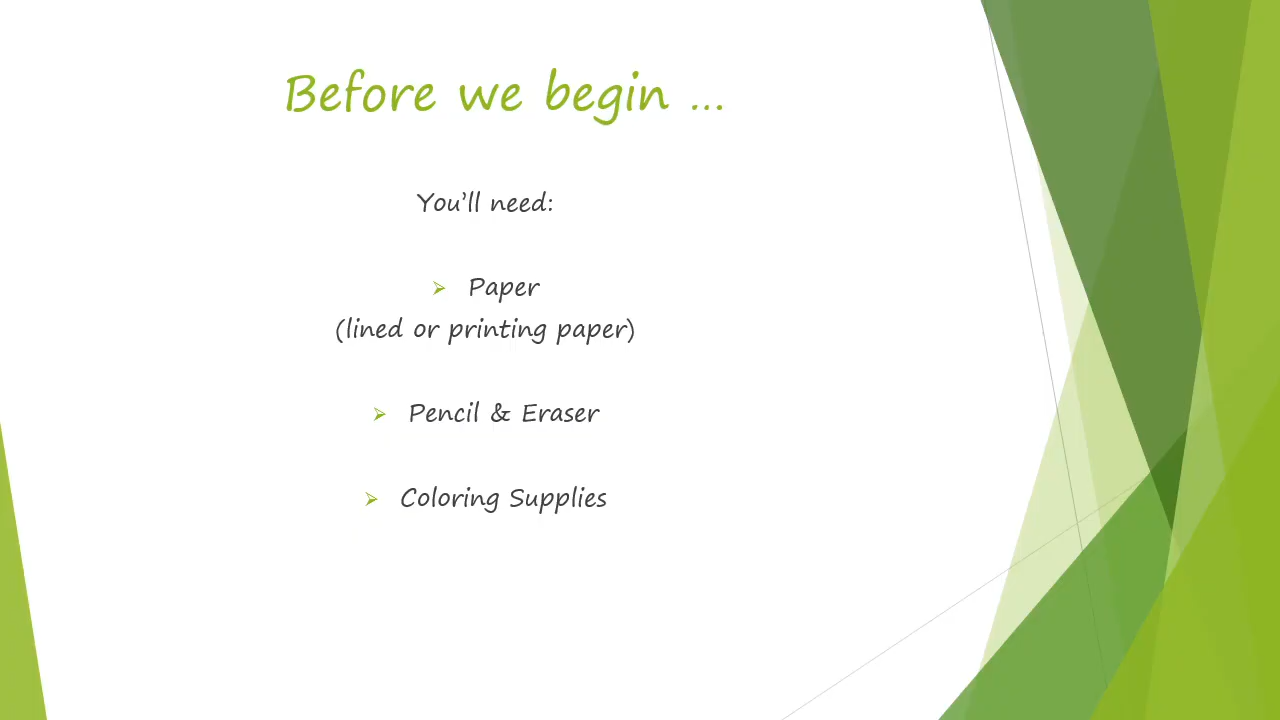 Before we begin ...
You'll need:
➢ Paper
(lined or printing paper)
➢ Pencil & Eraser
➢ Coloring Supplies